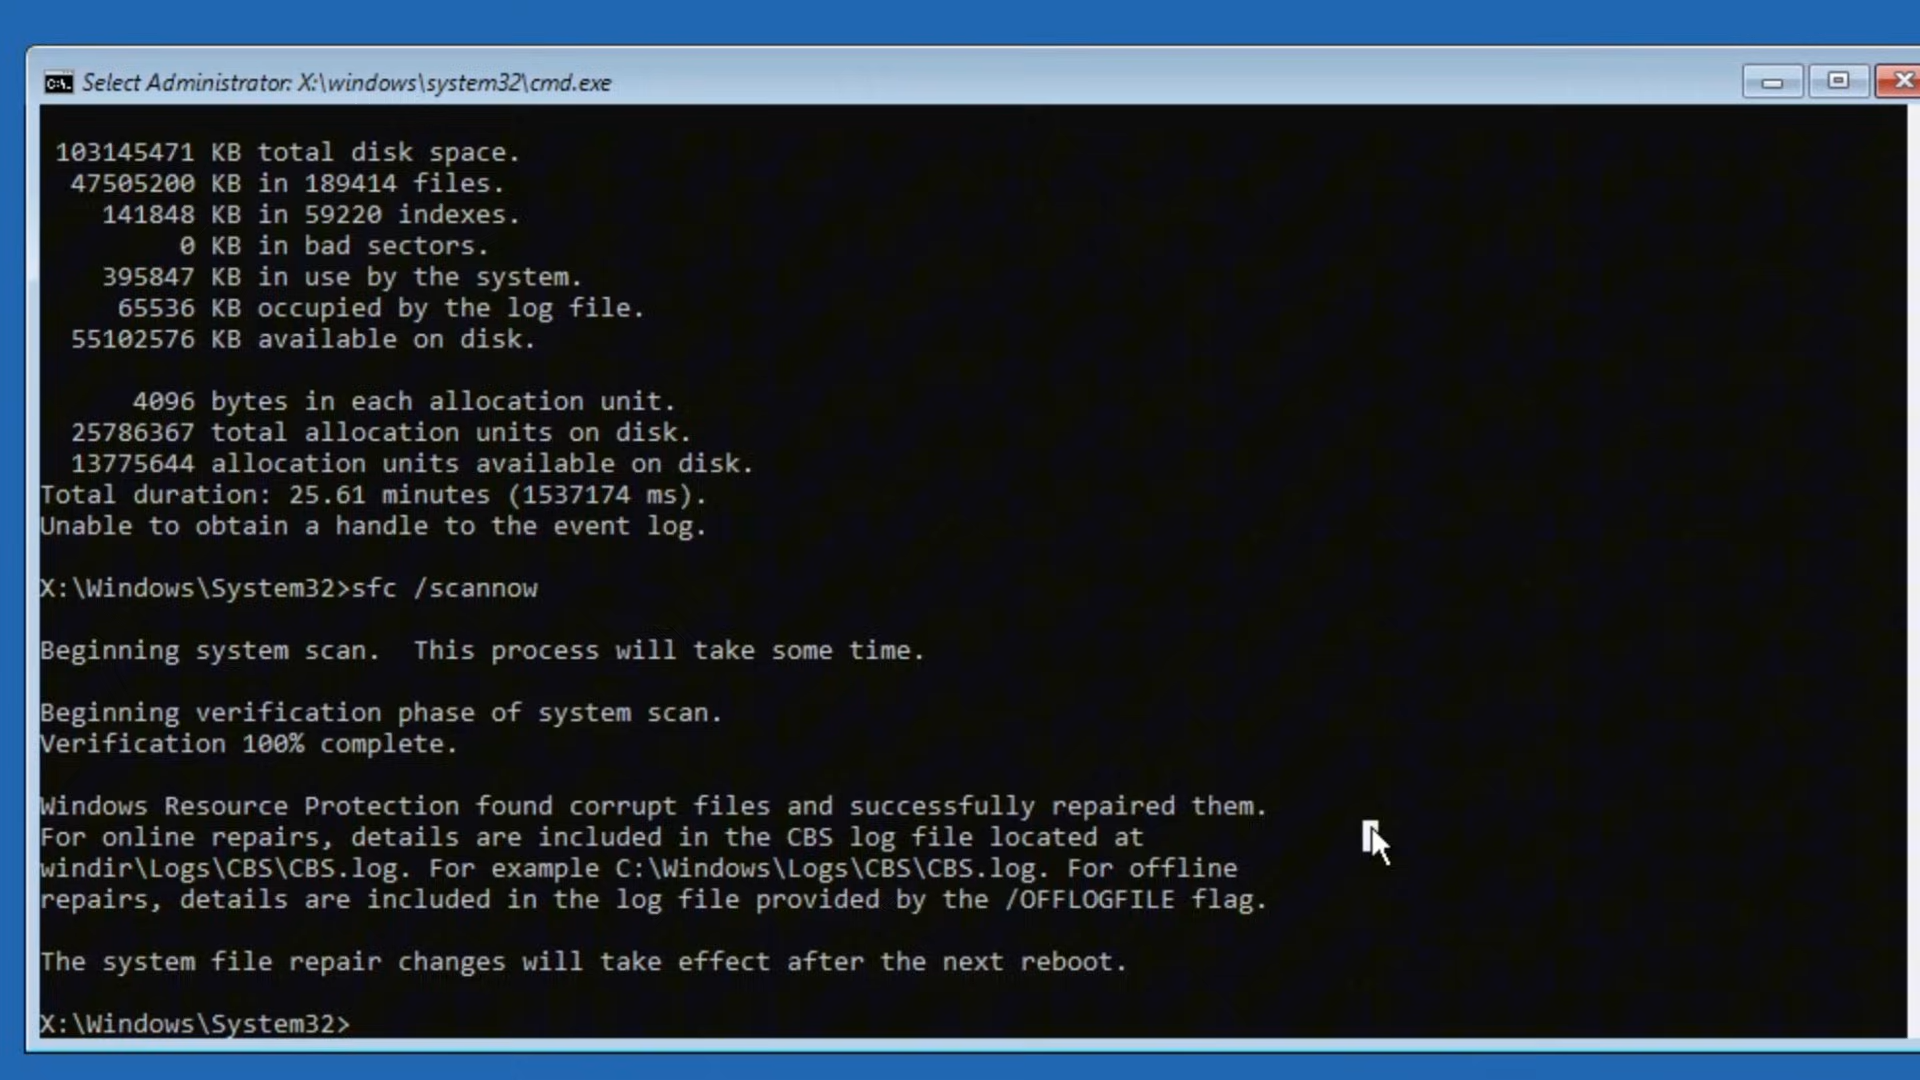 Select Administrator: X:\windows\system32\cmd.exe
103145471 KB total disk space.
47505200 KB in 189414 files.
141848 KB in 59220 indexes.
0 KB in bad sectors.
395847 KB in use by the system.
65536 KB occupied by the log file.
55102576 KB available on disk.
4096 bytes in each allocation unit.
25786367 total allocation units on disk.
13775644 allocation units available on disk.
Total duration: 25.61 minutes (1537174 ms).
Unable to obtain a handle to the event log.
X:\Windows\System32>sfc /scannow
Beginning system scan.  This process will take some time.
Beginning verification phase of system scan.
Verification 100% complete.
Windows Resource Protection found corrupt files and successfully repaired them.
For online repairs, details are included in the CBS log file located at
windir\Logs\CBS\CBS.log. For example C:\Windows\Logs\CBS\CBS.log. For offline
repairs, details are included in the log file provided by the /OFFLOGFILE flag.
The system file repair changes will take effect after the next reboot.
X:\Windows\System32>